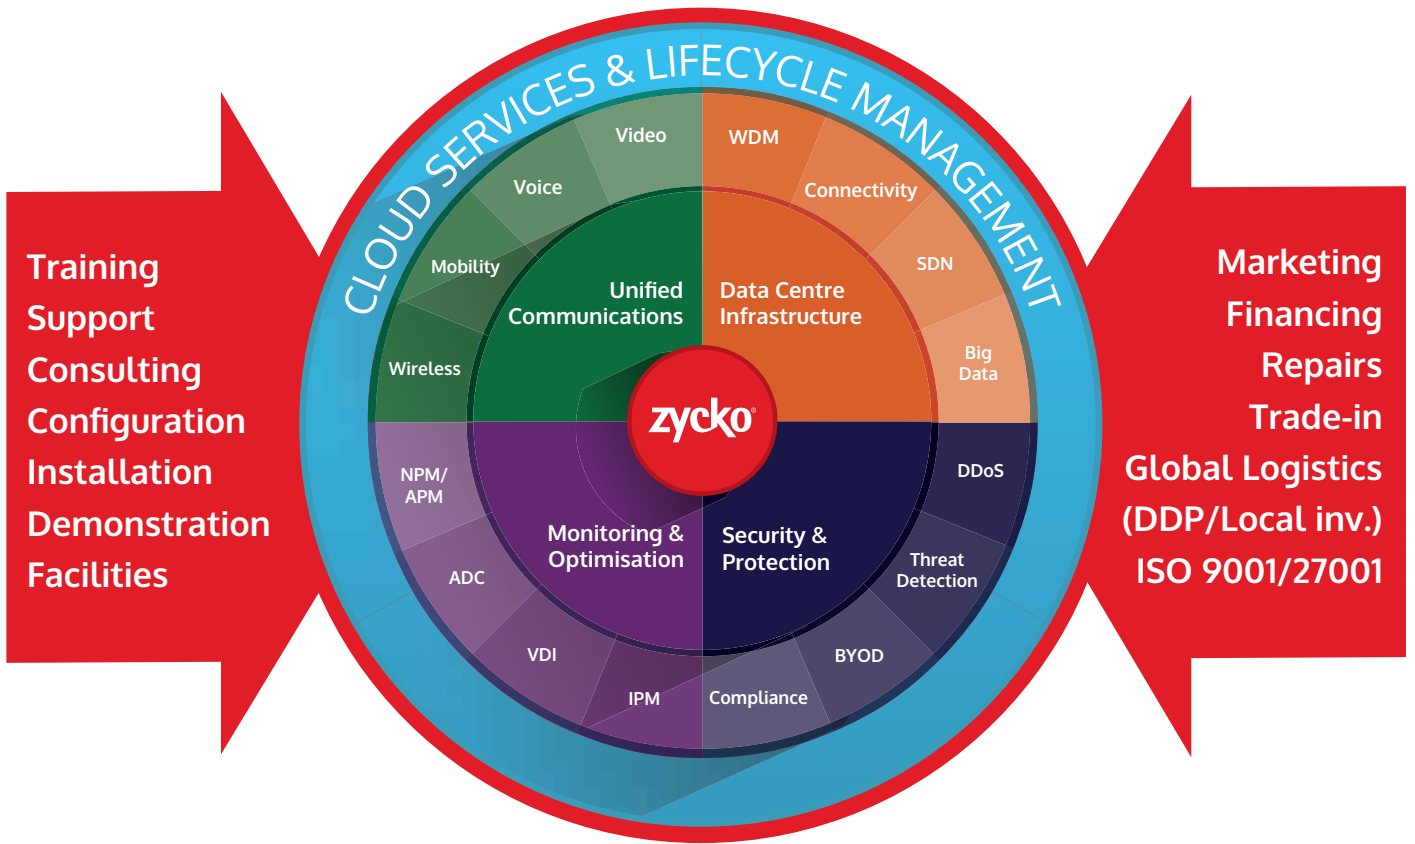 CLOUD SERVICES & LIFECYCLE MANAGEMENT
Training
Support
Consulting
Configuration
Installation
Demonstration
Facilities
Video
Voice
Mobility
Wireless
Unified
Communications
WDM
Connectivity
SDN
Big
Data
Data Centre
Infrastructure
zycko®
NPM/
APM
ADC
VDI
IPM
Monitoring &
Optimisation
DDoS
Threat
Detection
BYOD
Compliance
Security &
Protection
Marketing
Financing
Repairs
Trade-in
Global Logistics
(DDP/Local inv.)
ISO 9001/27001